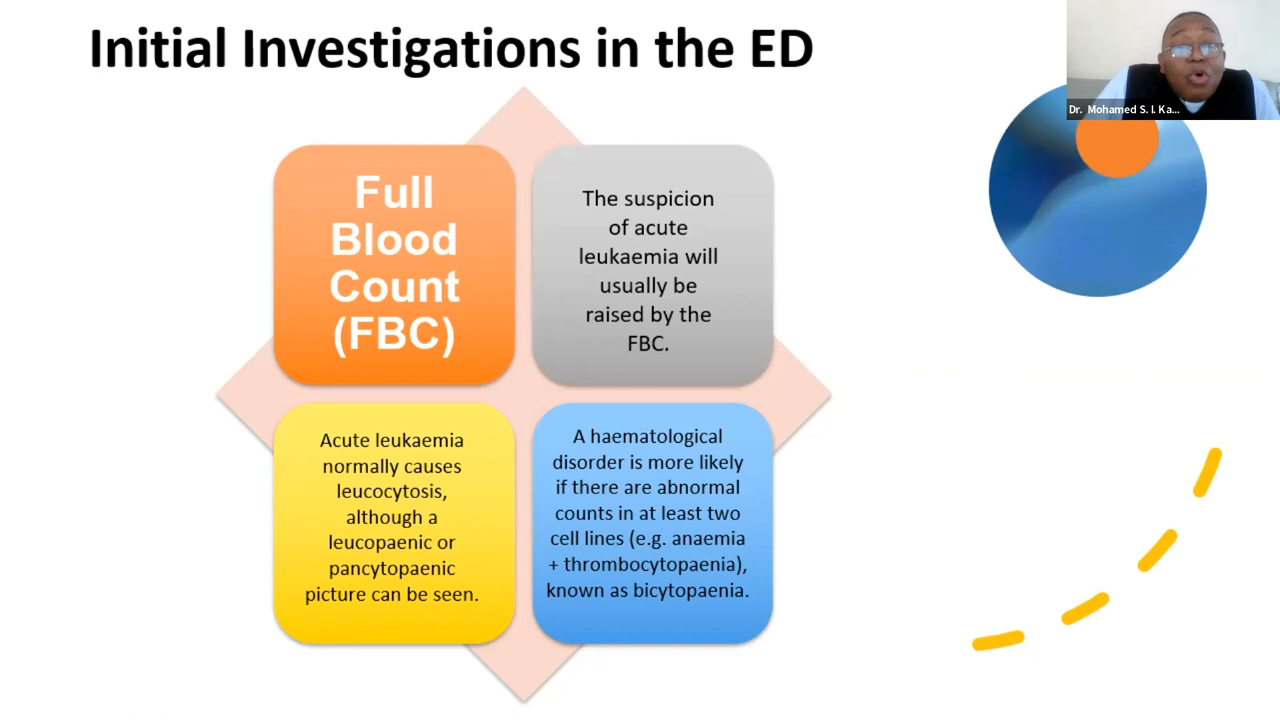 Initial Investigations in the ED
Dr. Mohamed S. I. Ka...
Full
Blood
Count
(FBC)
The suspicion
of acute
leukaemia will
usually be
raised by the
FBC.
Acute leukaemia
normally causes
leucocytosis,
although a
leucopaenic or
pancytopaenic
picture can be seen.
A haematological
disorder is more likely
if there are abnormal
counts in at least two
cell lines (e.g. anaemia
+ thrombocytopaenia),
known as bicytopaenia.